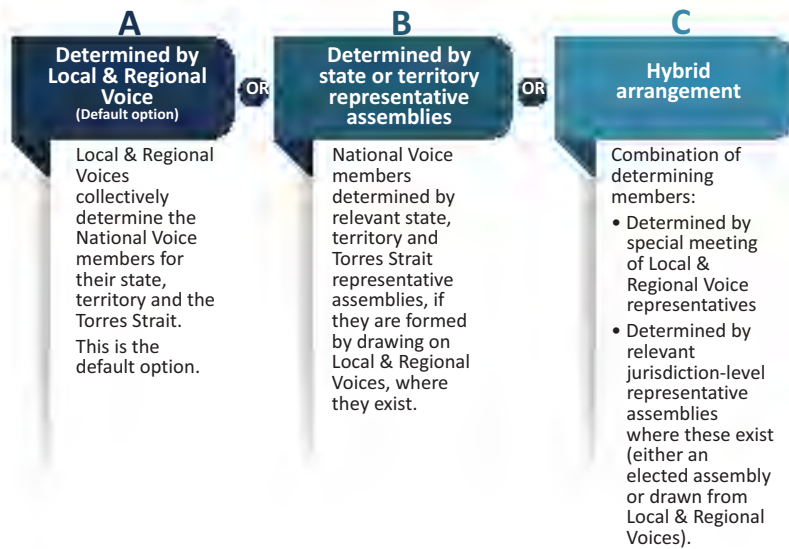 A
Determined by
Local & Regional
Voice
(Default option)
Local & Regional
Voices
collectively
determine the
National Voice
members for
their state,
territory and the
Torres Strait.
This is the
default option.
OR
B
Determined by
state or territory
representative
assemblies
National Voice
members
determined by
relevant state,
territory and
Torres Strait
representative
assemblies, if
they are formed
by drawing on
Local & Regional
Voices, where
they exist.
OR
C
Hybrid
arrangement
Combination of
determining
members:
• Determined by
special meeting
of Local &
Regional Voice
representatives
• Determined by
relevant
jurisdiction-level
representative
assemblies
where these exist
(either an
elected assembly
or drawn from
Local & Regional
Voices).